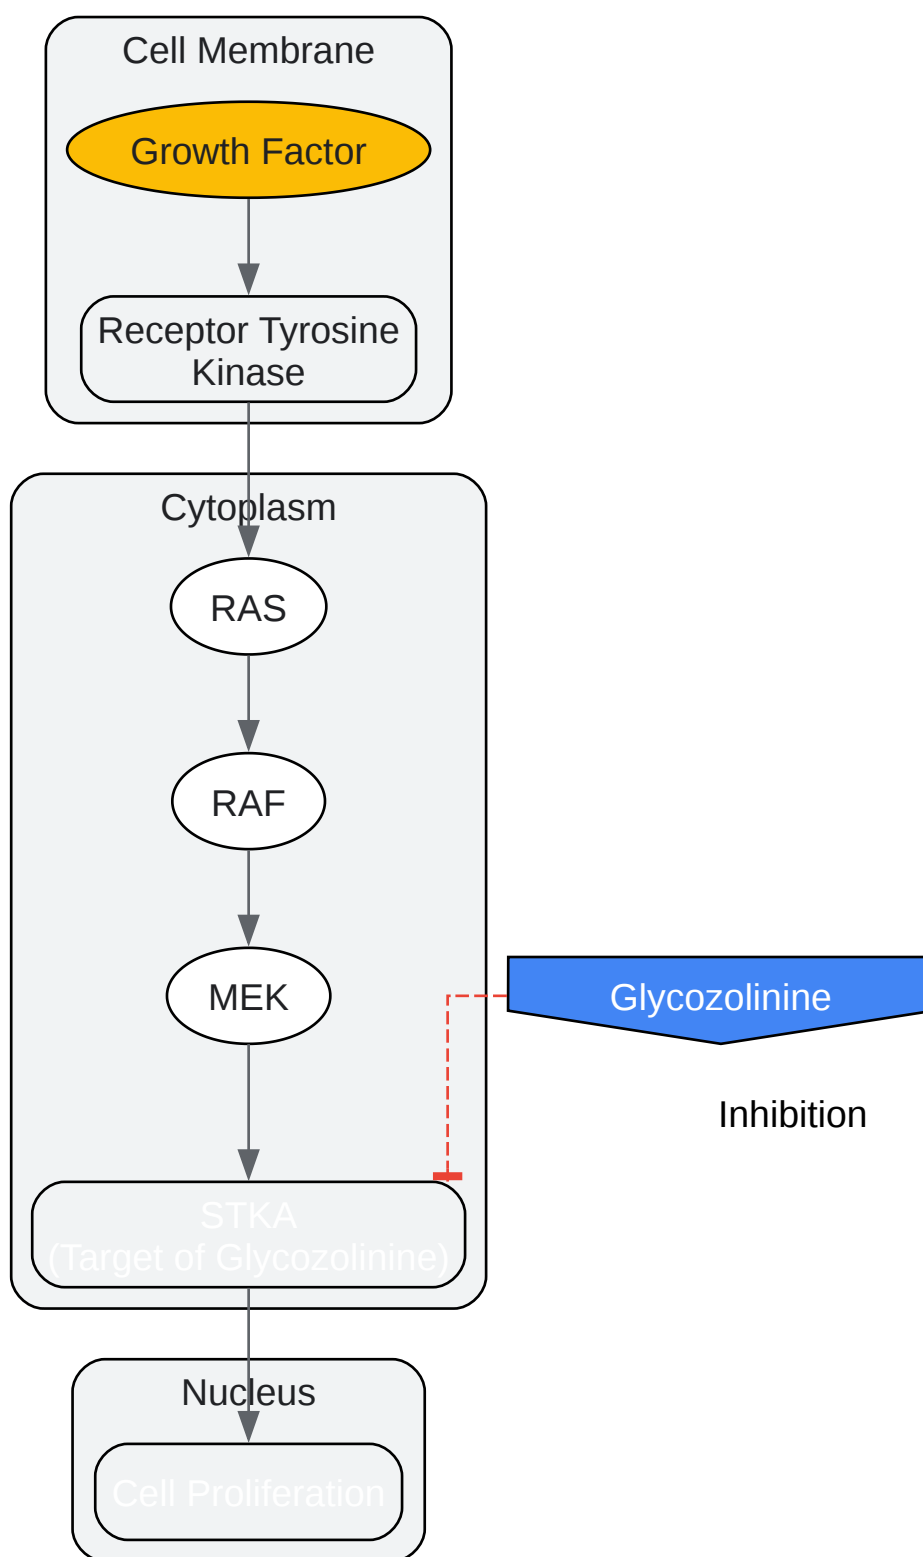 Cell Membrane
Growth Factor
Receptor Tyrosine
Kinase
Cytoplasm
RAS
RAF
MEK
Glycozolinine
Inhibition
STKA
(Target of Glycozolinine)
Nucleus
Cell Proliferation